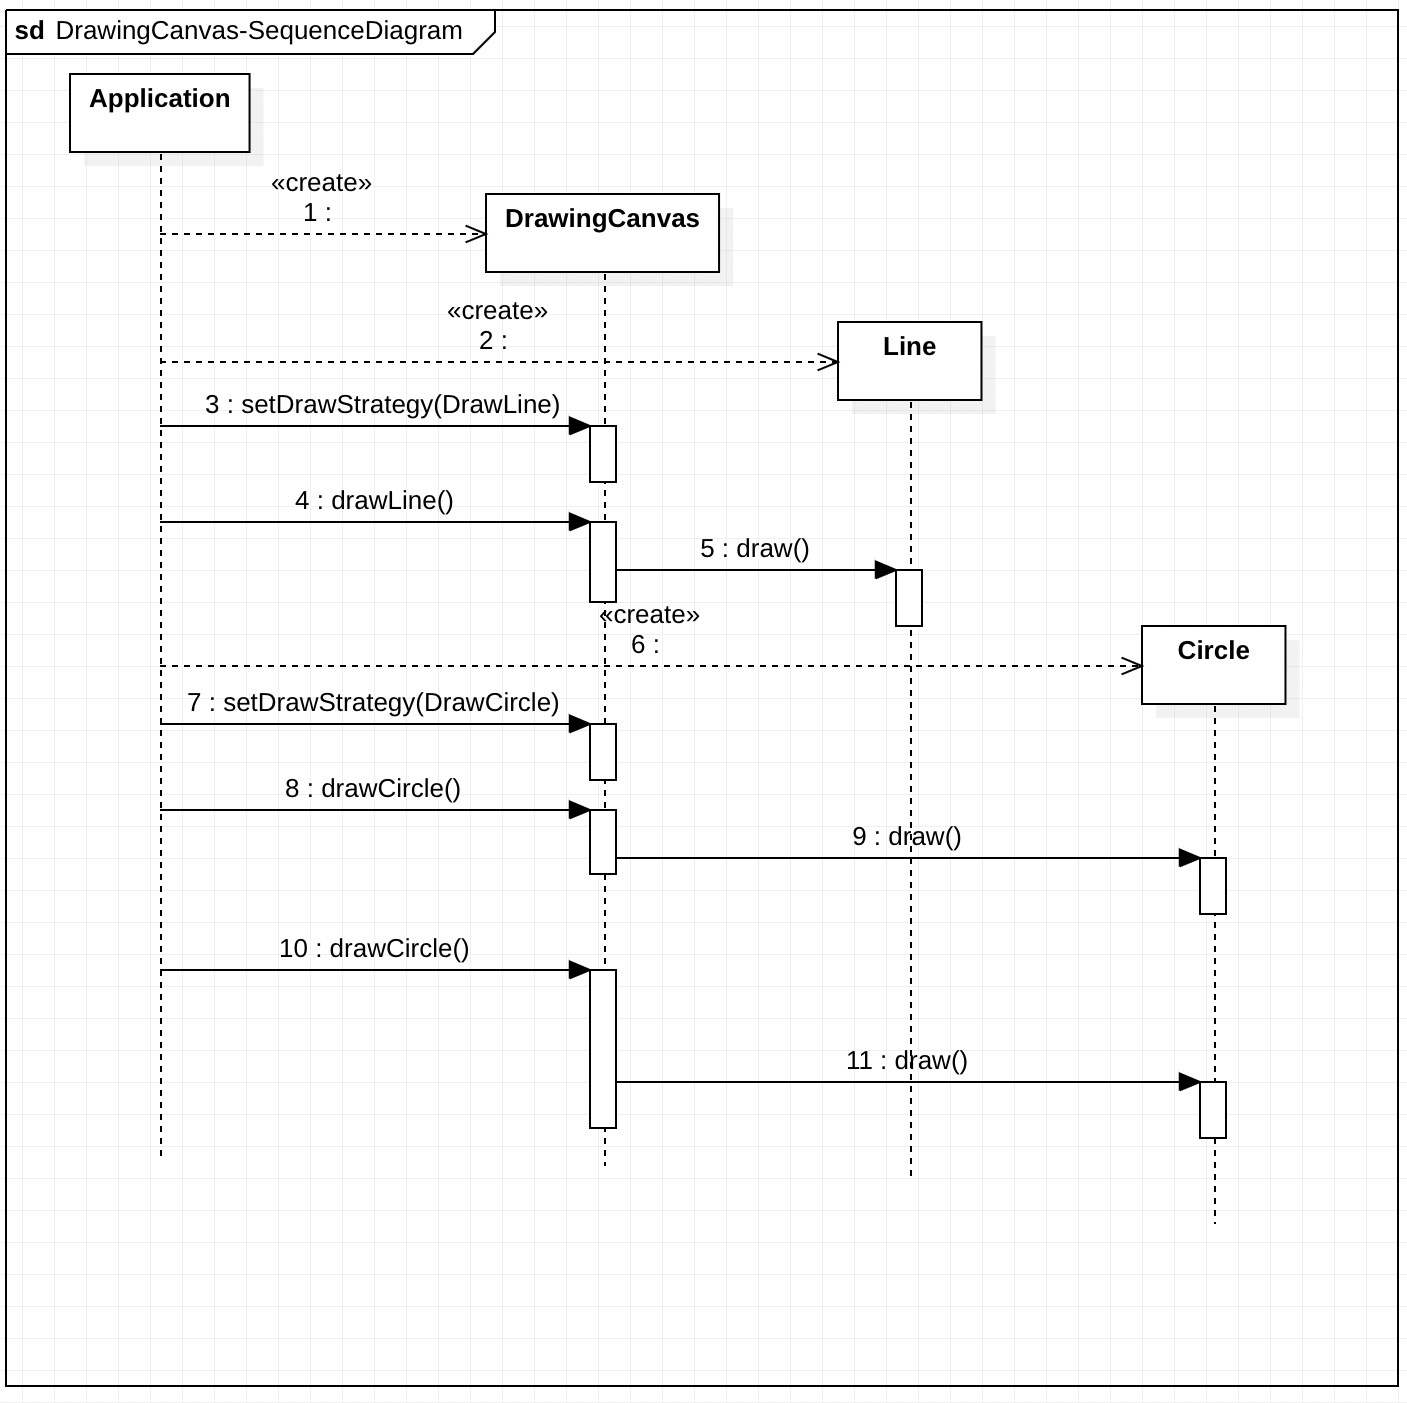 sd DrawingCanvas-SequenceDiagram
Application
«create»
1 :
DrawingCanvas
«create»
2 :
Line
3 : setDrawStrategy(DrawLine)
4 : drawLine()
5 : draw()
«create»
6 :
Circle
7 : setDrawStrategy(DrawCircle)
8 : drawCircle()
9 : draw()
10 : drawCircle()
11 : draw()